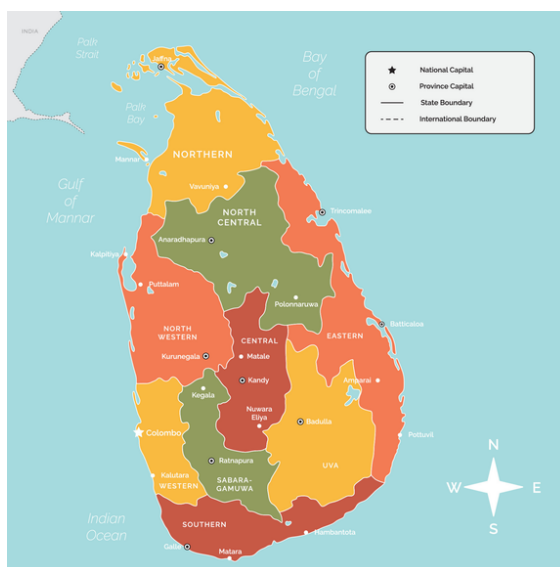 INDIA
Palk
Strait
Jaffna
Bay
of
Bengal
National Capital
Province Capital
State Boundary
International Boundary
Palk
Bay
NORTHERN
Mannar
Vavuniya
Gulf
of
Mannar
NORTH
CENTRAL
Trincomalee
Anaradhapura
Kalpitiya
Puttalam
Polonnaruwa
NORTH
WESTERN
CENTRAL
EASTERN
Batticaloa
Kurunegala
Matale
Kandy
Amparai
Kegala
Nuwara
Eliya
Badulla
Colombo
Pottuvil
Ratnapura
UVA
Kalutara
WESTERN
SABARA-
GAMUWA
N
W
E
S
Indian
Ocean
SOUTHERN
Hambantota
Galle
Matara